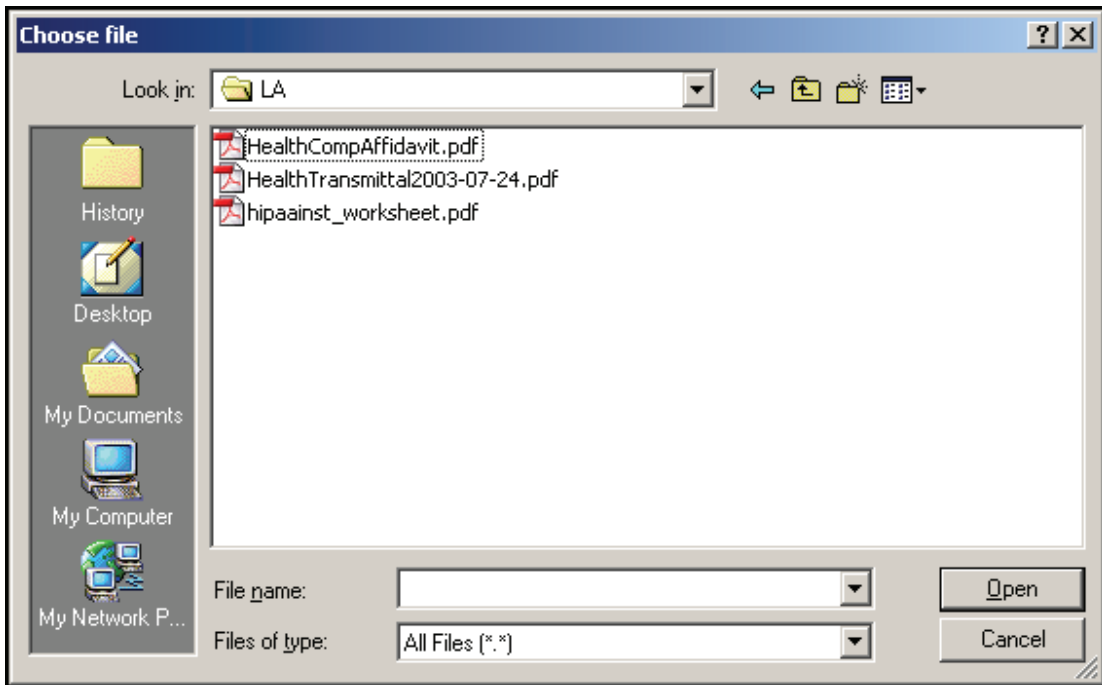 Choose file
Look in:
LA
History
Desktop
My Documents
My Computer
My Network P...
HealthCompAffidavit.pdf
HealthTransmittal2003-07-24.pdf
hipaainst_worksheet.pdf
File name:
Open
Files of type:
All Files (*.*)
Cancel